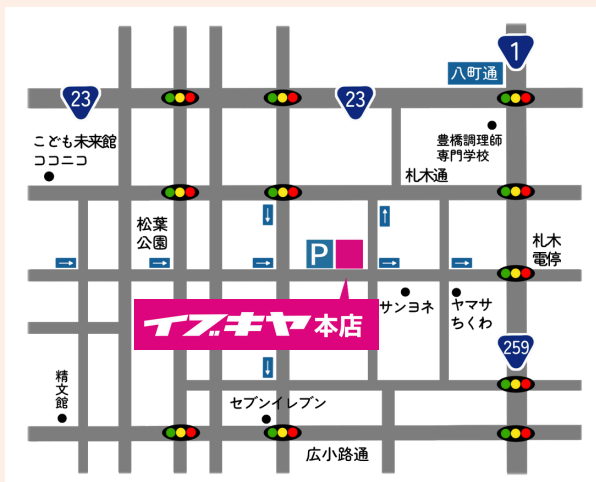 1
八町通
23
23
こども未来館
ココニコ
豊橋調理師
専門学校
札木通
松葉
公園
札木
電停
P
サンヨネ
ヤマサ
ちくわ
イブキヤ本店
259
精文館
セブンイレブン
広小路通